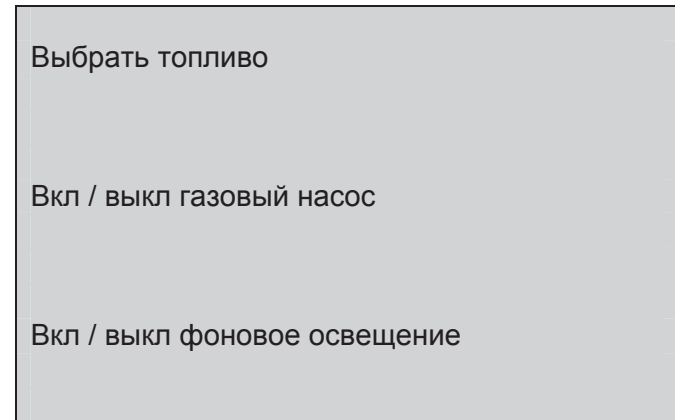 Выбрать топливо
Вкл / выкл газовый насос
Вкл / выкл фоновое освещение